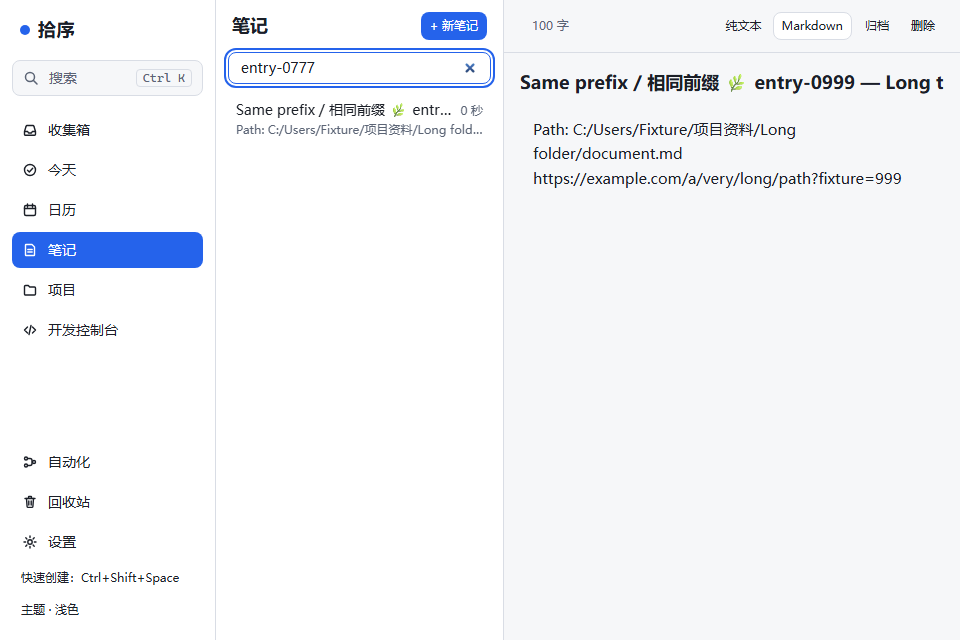 拾序
搜索 Ctrl K
收集箱
今天
日历
笔记
项目
开发控制台
自动化
回收站
设置
快速创建：Ctrl+Shift+Space
主题 · 浅色
笔记
+ 新笔记
entry-0777
Same prefix / 相同前缀 🌿 entr... 0 秒
Path: C:/Users/Fixture/项目资料/Long fold...
100 字
纯文本 Markdown 归档 删除
Same prefix / 相同前缀 🌿 entry-0999 — Long t
Path: C:/Users/Fixture/项目资料/Long
folder/document.md
https://example.com/a/very/long/path?fixture=999